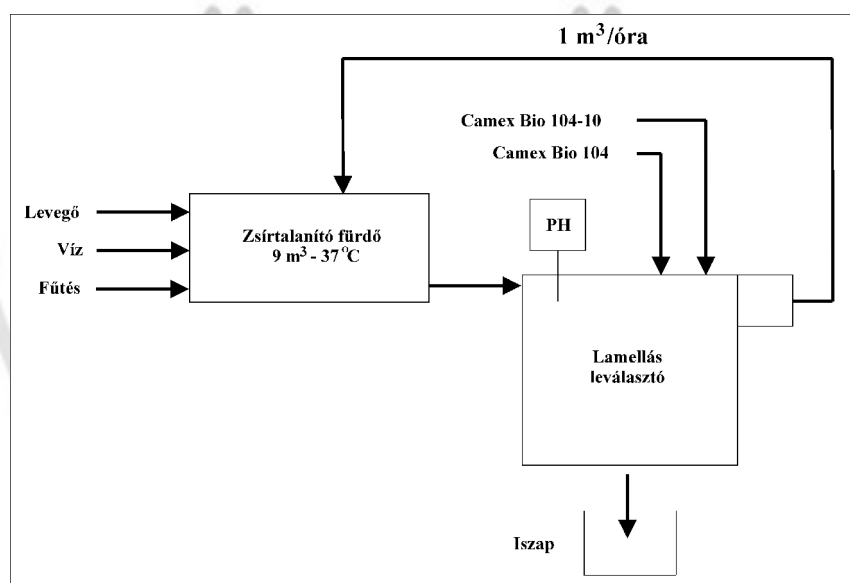 1 m³/óra
Camex Bio 104-10
Camex Bio 104
Levegő
Víz
Fűtés
Zsírtalanító fürdő
9 m³ - 37 °C
PH
Lamellás
leválasztó
Iszap